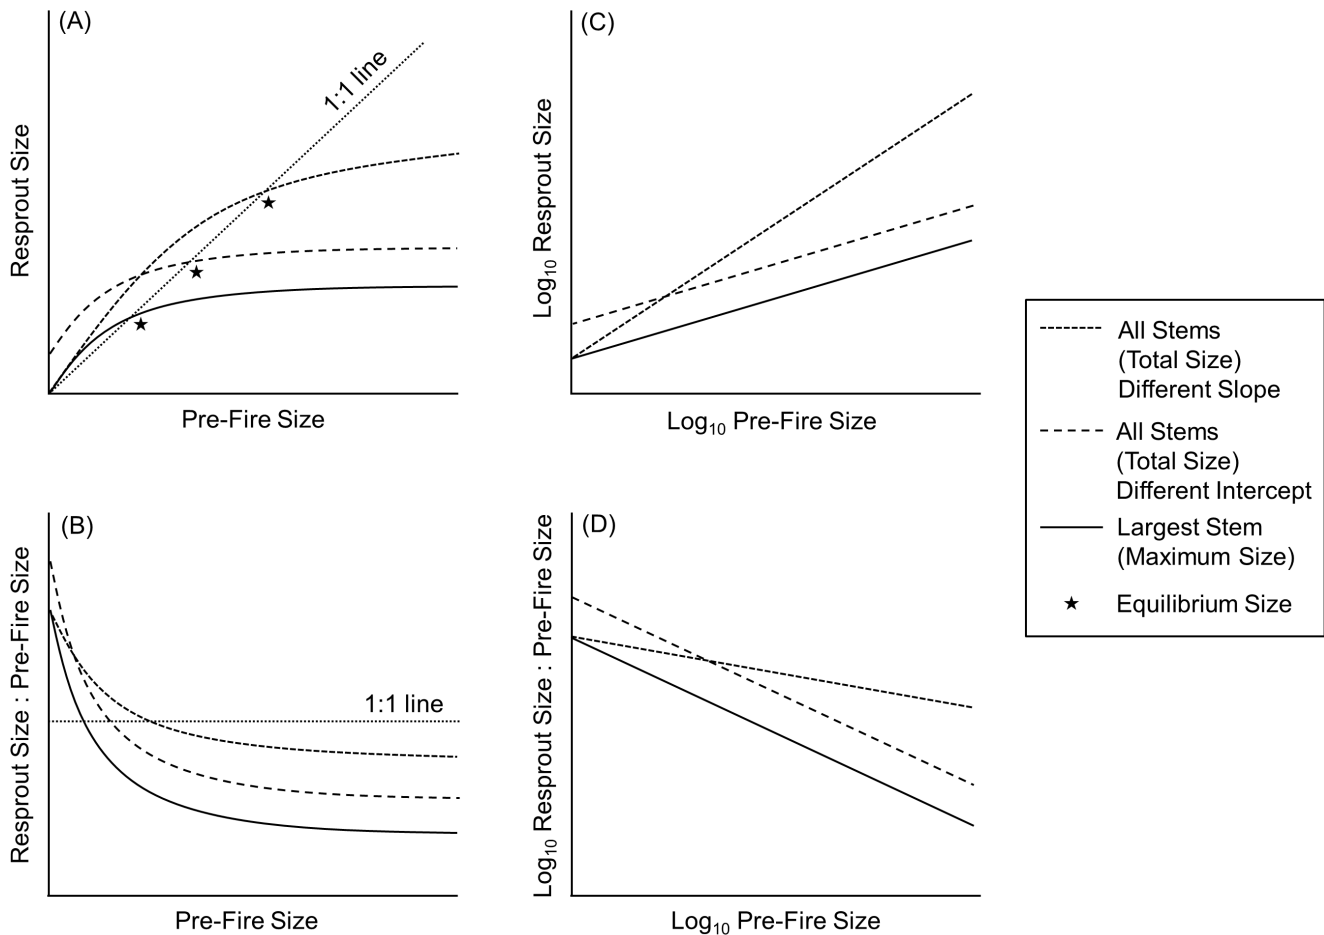 (A)
1:1 line
Resprout Size
Pre-Fire Size
(C)
Log₁₀ Resprout Size
Log₁₀ Pre-Fire Size
(B)
1:1 line
Resprout Size : Pre-Fire Size
Pre-Fire Size
(D)
Log₁₀ Resprout Size : Pre-Fire Size
Log₁₀ Pre-Fire Size
All Stems
(Total Size)
Different Slope
All Stems
(Total Size)
Different Intercept
Largest Stem
(Maximum Size)
Equilibrium Size